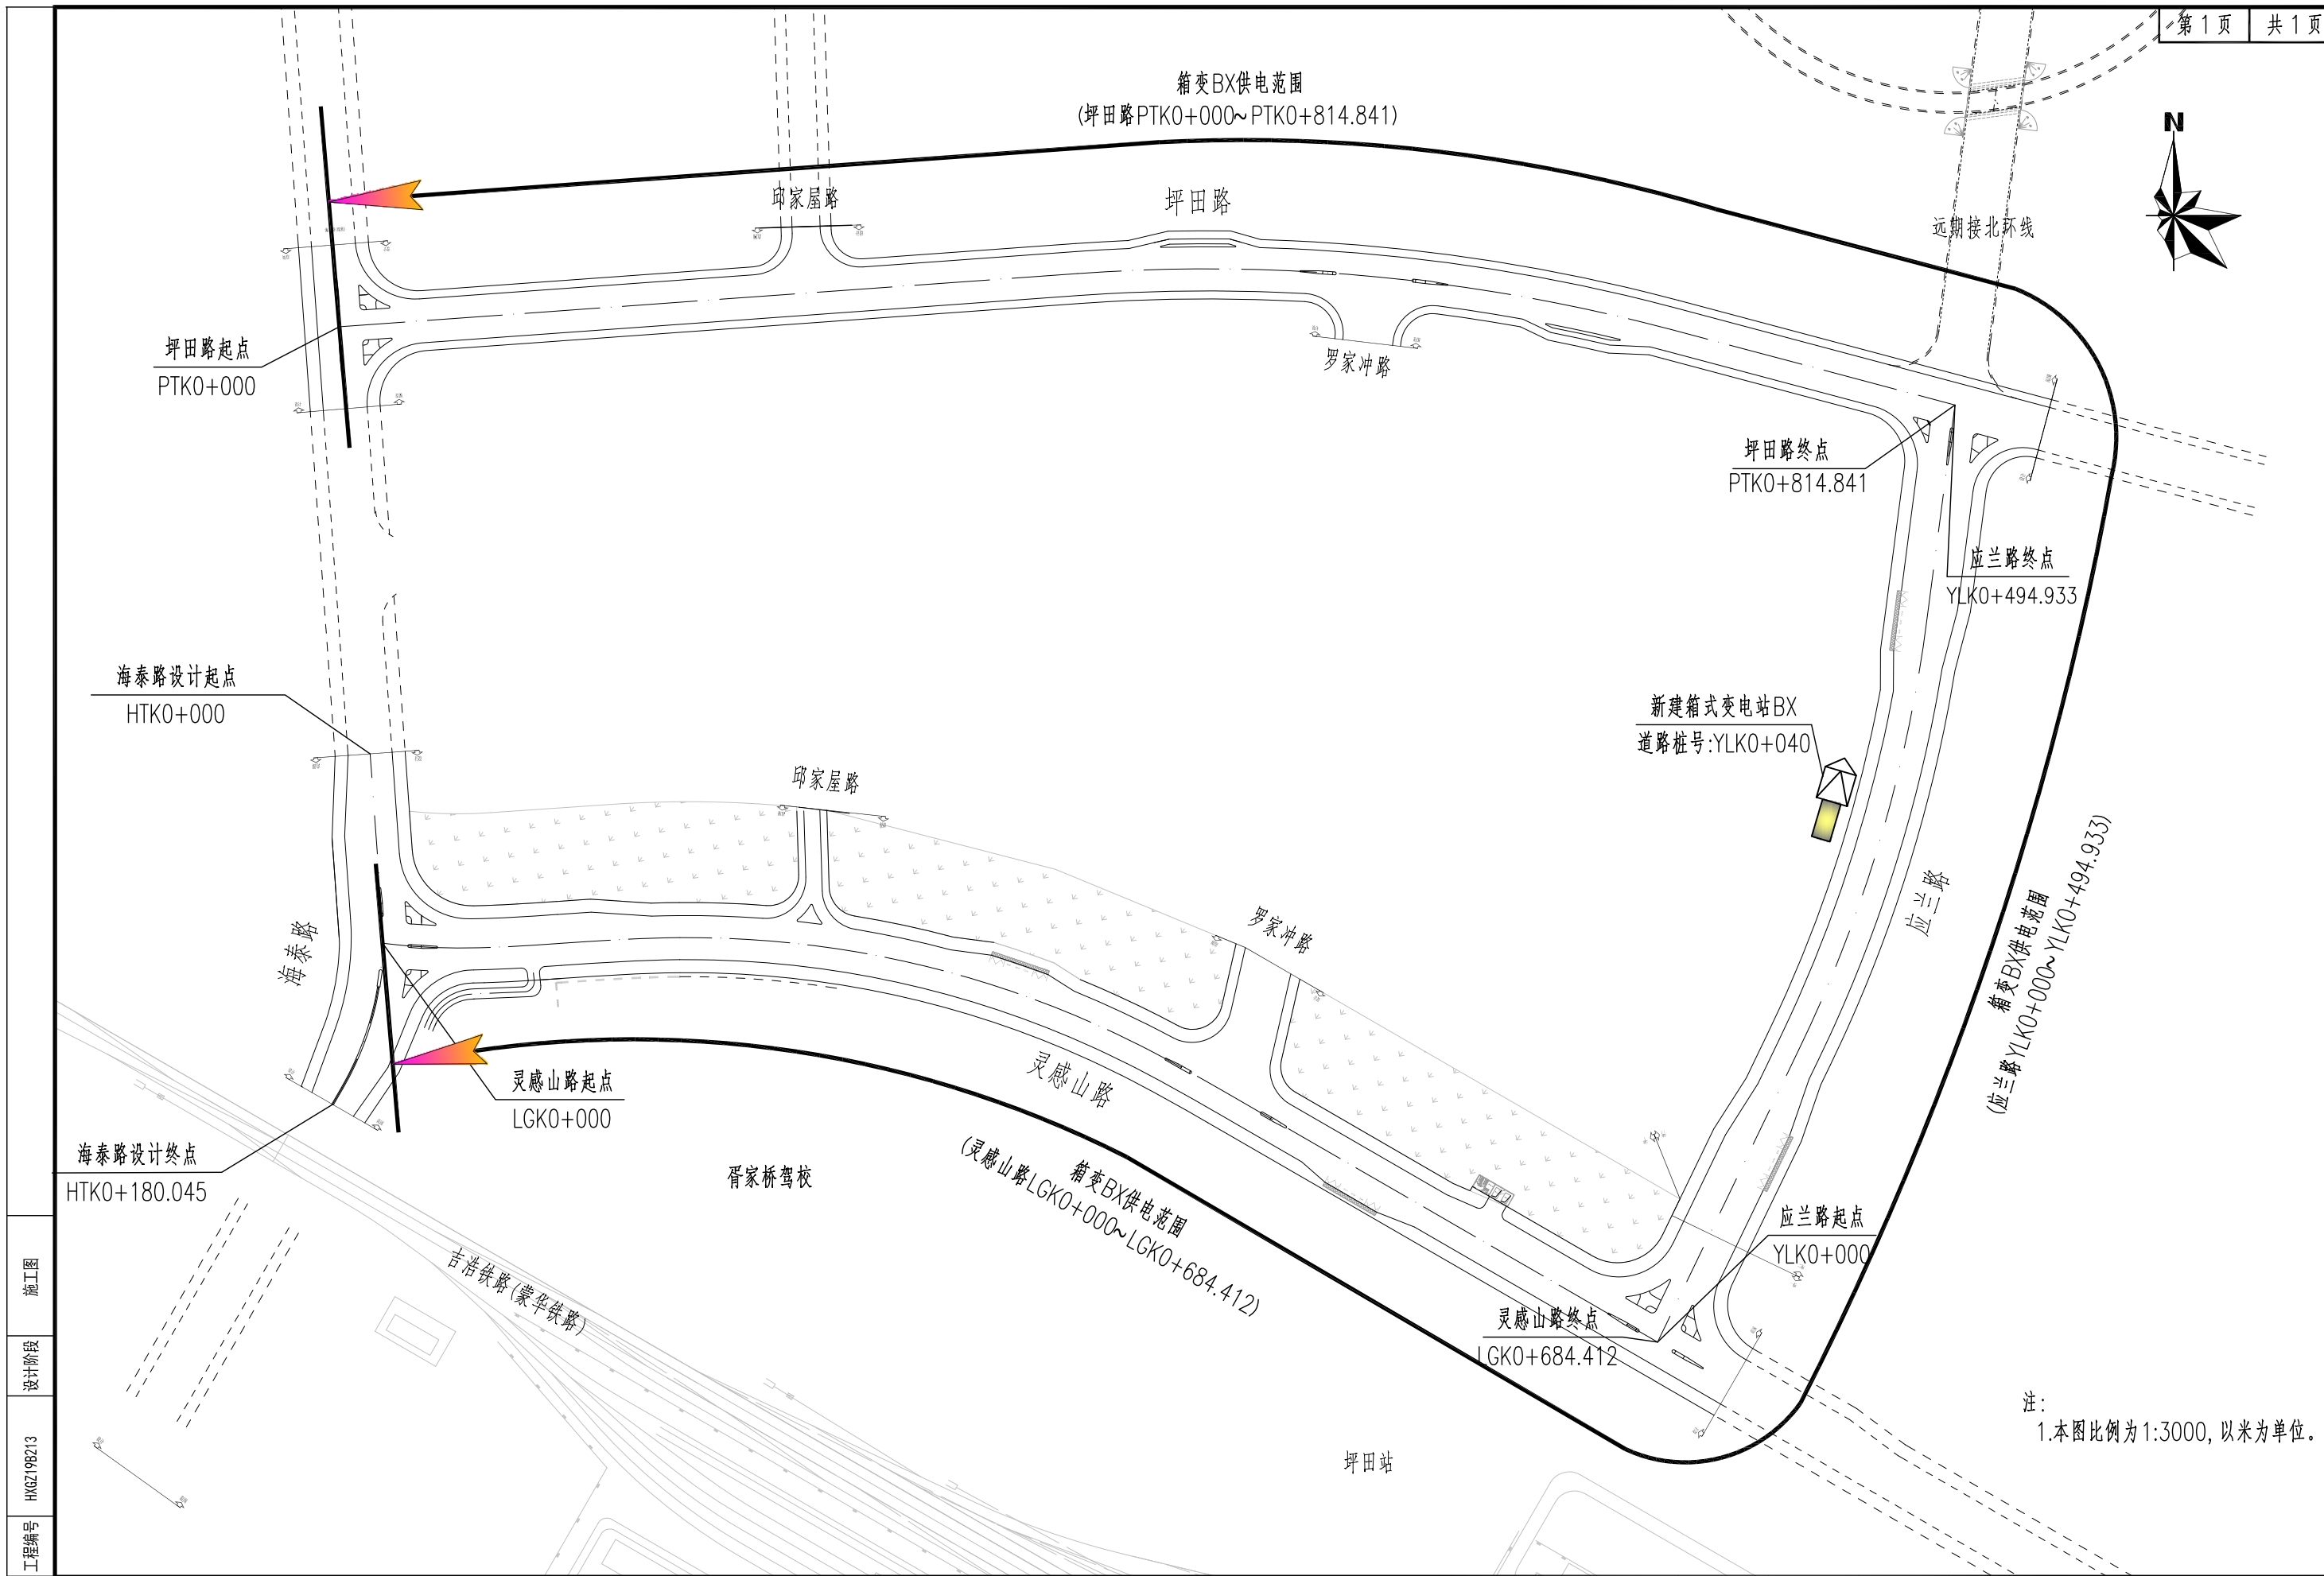 第 1 页 共 1 页
箱变BX供电范围
(坪田路PTK0+000~PTK0+814.841)
N
邱家屋路
坪田路
远期接北环线
坪田路起点
PTK0+000
罗家冲路
坪田路终点
PTK0+814.841
应兰路终点
YLK0+494.933
海泰路设计起点
HTK0+000
新建箱式变电站BX
道路桩号:YLK0+040
邱家屋路
应兰路
箱变BX供电范围
(应兰路YLK0+000~YLK0+494.933)
海泰路
罗家冲路
灵感山路
灵感山路起点
LGK0+000
海泰路设计终点
HTK0+180.045
胥家桥驾校
箱变BX供电范围
(灵感山路LGK0+000~LGK0+684.412)
应兰路起点
YLK0+000
吉浩铁路(蒙华铁路)
灵感山路终点
LGK0+684.412
坪田站
注:
1.本图比例为1:3000,以米为单位。
施工图
设计阶段
HXGZ19B213
工程编号